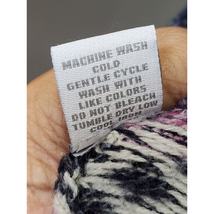 MACHINE WASH
COLD
GENTLE CYCLE
WASH WITH
LIKE COLORS
DO NOT BLEACH
TUMBLE DRY LOW
COOL IRON